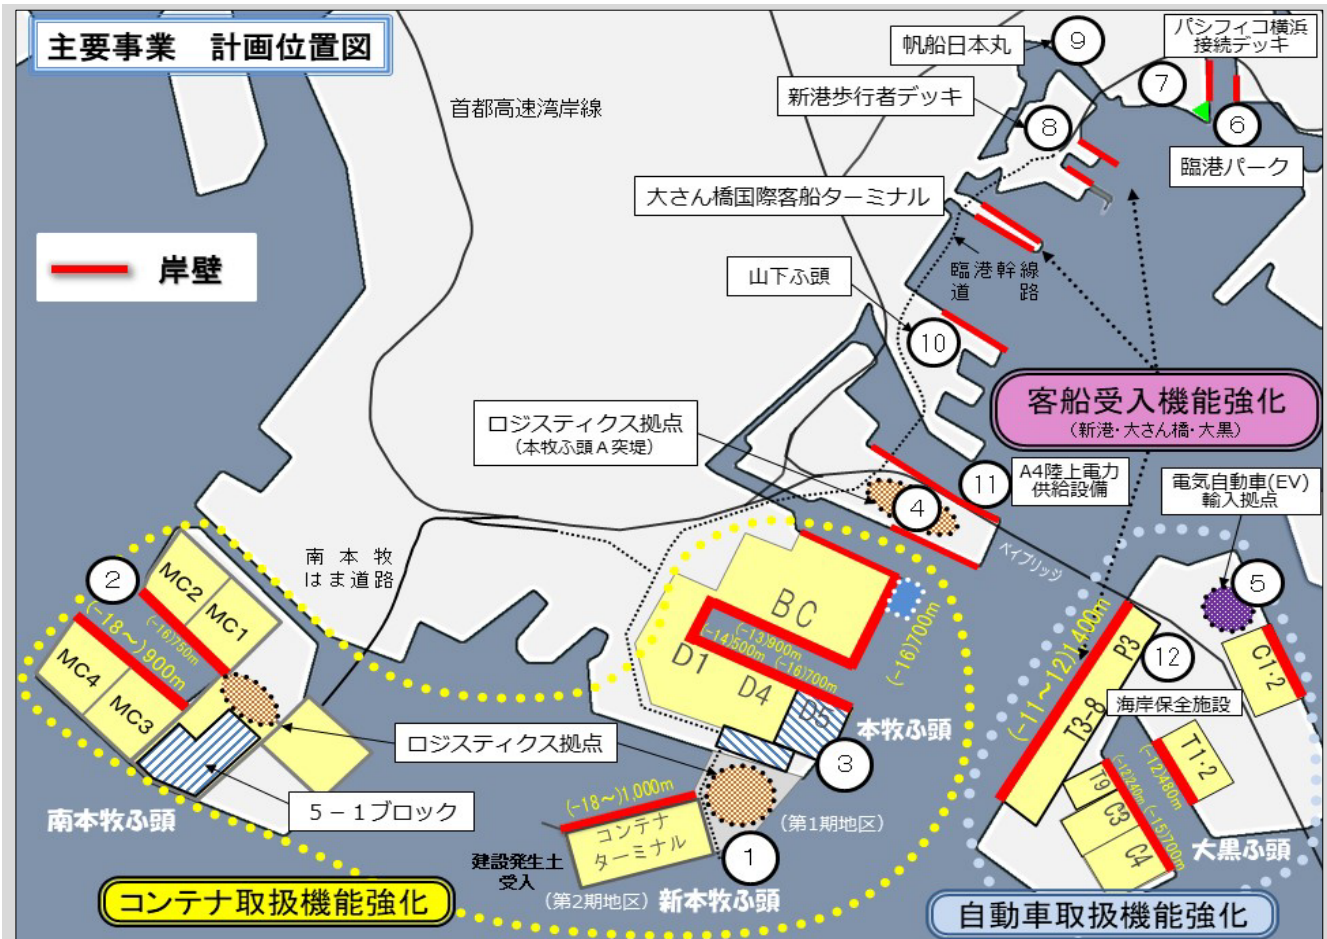 主要事業　計画位置図
岸壁
首都高速湾岸線
帆船日本丸
⑨
パシフィコ横浜
接続デッキ
⑦
⑥
新港歩行者デッキ
⑧
臨港パーク
大さん橋国際客船ターミナル
臨港幹線
道　　路
山下ふ頭
⑩
客船受入機能強化
(新港・大さん橋・大黒)
ロジスティクス拠点
(本牧ふ頭Ａ突堤)
④
⑪
A4陸上電力
供給設備
電気自動車(EV)
輸入拠点
⑤
ベイブリッジ
南　本　牧
はま道路
②
MC2
MC1
(-16)750m
(-18～)900m
MC4
MC3
BC
(-13)900m
(-14)500m (-16)700m
(-16)700m
D1
D4
D5
本牧ふ頭
③
ロジスティクス拠点
５－１ブロック
南本牧ふ頭
(-18～)1,000m
コンテナ
ターミナル
(第1期地区)
①
建設発生土
受入
(第2期地区)
新本牧ふ頭
コンテナ取扱機能強化
(-11～-12)1,400m
P3
T3-8
⑫
海岸保全施設
C1・2
T1・2
(-12)480m
(-12)240m (-15)700m
T9
C3
C4
大黒ふ頭
自動車取扱機能強化